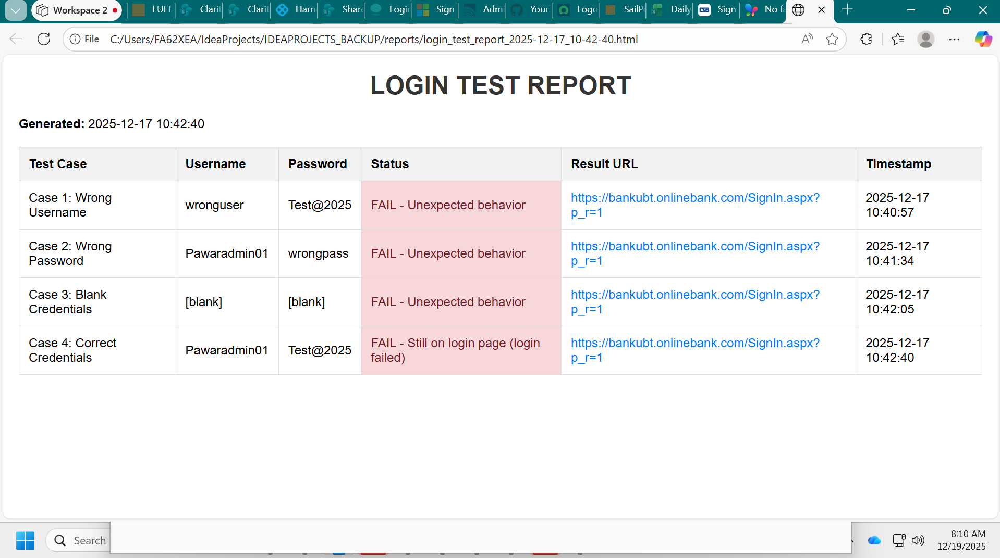 Workspace 2
FUEL
Clarit
Clarit
Harn
Share
Login
Sign
Admi
Your
Logo
SailP
Daily
Sign
No fa
File
C:/Users/FA62XEA/IdeaProjects/IDEAPROJECTS_BACKUP/reports/login_test_report_2025-12-17_10-42-40.html
LOGIN TEST REPORT
Generated: 2025-12-17 10:42:40
Test Case Username Password Status Result URL Timestamp
Case 1: Wrong
Username
wronguser
Test@2025
FAIL - Unexpected behavior
https://bankubt.onlinebank.com/SignIn.aspx?
p_r=1
2025-12-17
10:40:57
Case 2: Wrong
Password
Pawaradmin01
wrongpass
FAIL - Unexpected behavior
https://bankubt.onlinebank.com/SignIn.aspx?
p_r=1
2025-12-17
10:41:34
Case 3: Blank
Credentials
[blank]
[blank]
FAIL - Unexpected behavior
https://bankubt.onlinebank.com/SignIn.aspx?
p_r=1
2025-12-17
10:42:05
Case 4: Correct
Credentials
Pawaradmin01
Test@2025
FAIL - Still on login page (login
failed)
https://bankubt.onlinebank.com/SignIn.aspx?
p_r=1
2025-12-17
10:42:40
Search
8:10 AM
12/19/2025